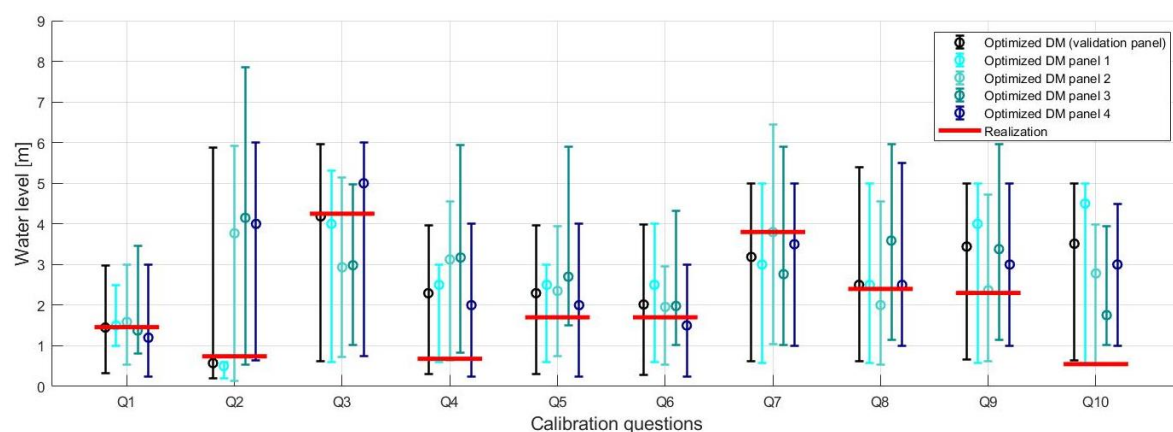 Water level [m]
9
8
7
6
5
4
3
2
1
0
Optimized DM (validation panel)
Optimized DM panel 1
Optimized DM panel 2
Optimized DM panel 3
Optimized DM panel 4
Realization
Q1 Q2 Q3 Q4 Q5 Q6 Q7 Q8 Q9 Q10
Calibration questions